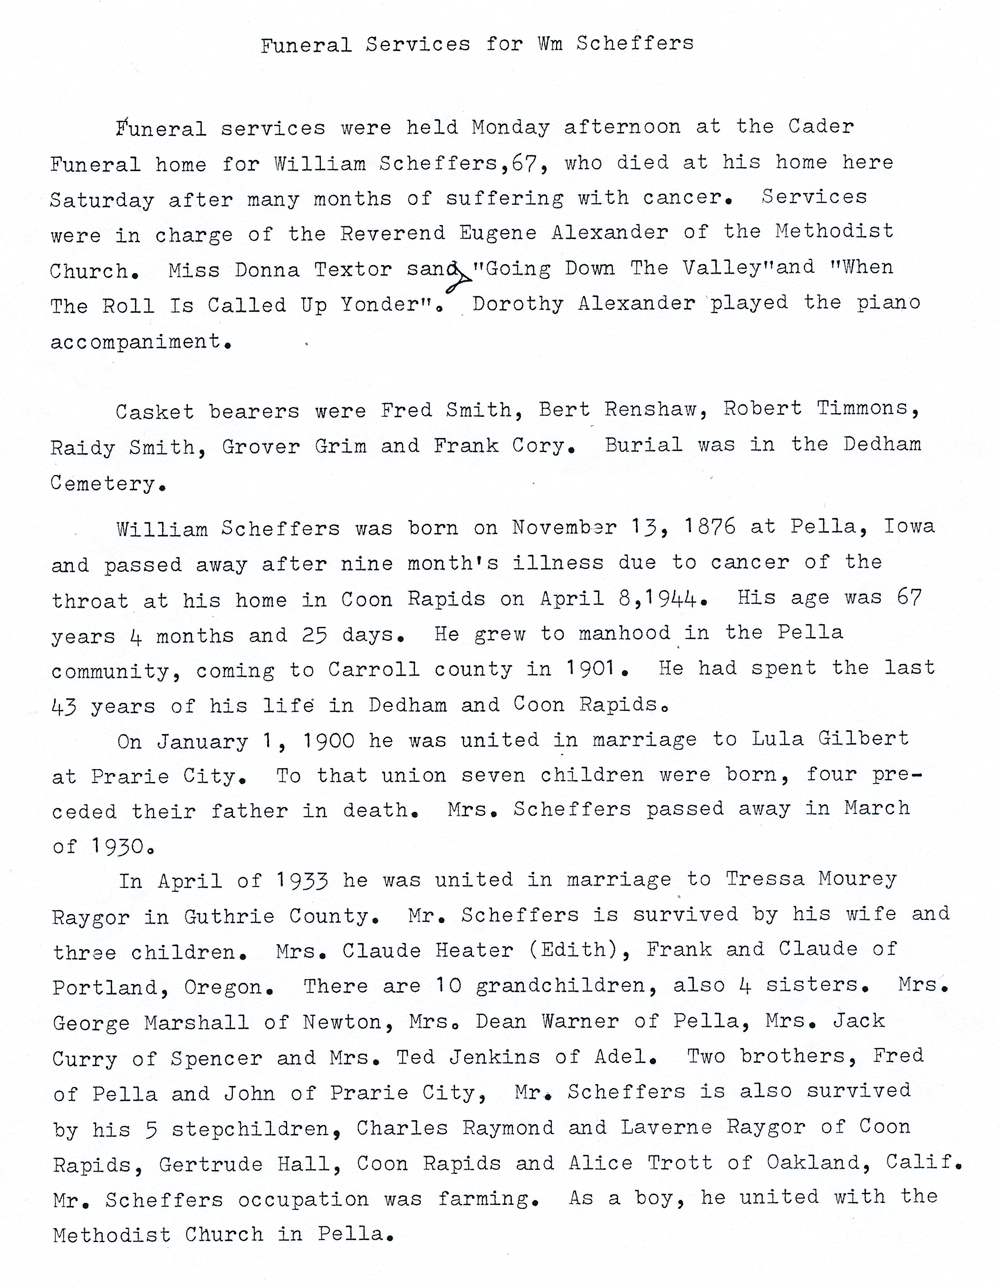 Funeral Services for Wm Scheffers
Funeral services were held Monday afternoon at the Cader
Funeral home for William Scheffers,67, who died at his home here
Saturday after many months of suffering with cancer. Services
were in charge of the Reverend Eugene Alexander of the Methodist
Church. Miss Donna Textor sang "Going Down The Valley"and "When
The Roll Is Called Up Yonder". Dorothy Alexander played the piano
accompaniment.
Casket bearers were Fred Smith, Bert Renshaw, Robert Timmons,
Raidy Smith, Grover Grim and Frank Cory. Burial was in the Dedham
Cemetery.
William Scheffers was born on November 13, 1876 at Pella, Iowa
and passed away after nine month's illness due to cancer of the
throat at his home in Coon Rapids on April 8,1944. His age was 67
years 4 months and 25 days. He grew to manhood in the Pella
community, coming to Carroll county in 1901. He had spent the last
43 years of his life in Dedham and Coon Rapids.
On January 1, 1900 he was united in marriage to Lula Gilbert
at Prarie City. To that union seven children were born, four pre-
ceded their father in death. Mrs. Scheffers passed away in March
of 1930.
In April of 1933 he was united in marriage to Tressa Mourey
Raygor in Guthrie County. Mr. Scheffers is survived by his wife and
three children. Mrs. Claude Heater (Edith), Frank and Claude of
Portland, Oregon. There are 10 grandchildren, also 4 sisters. Mrs.
George Marshall of Newton, Mrs. Dean Warner of Pella, Mrs. Jack
Curry of Spencer and Mrs. Ted Jenkins of Adel. Two brothers, Fred
of Pella and John of Prarie City, Mr. Scheffers is also survived
by his 5 stepchildren, Charles Raymond and Laverne Raygor of Coon
Rapids, Gertrude Hall, Coon Rapids and Alice Trott of Oakland, Calif.
Mr. Scheffers occupation was farming. As a boy, he united with the
Methodist Church in Pella.